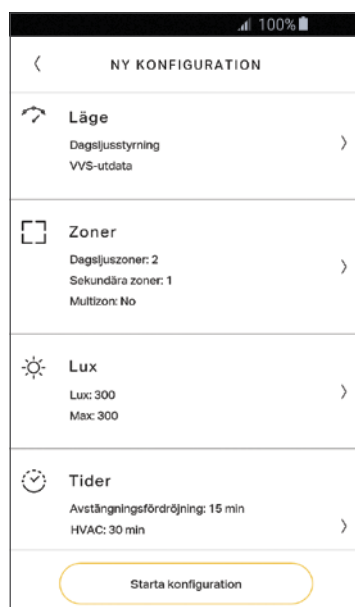 100%
NY KONFIGURATION
Läge
Dagsljusstyrning
VVS-utdata
Zoner
Dagsljuszoner: 2
Sekundära zoner: 1
Multizon: No
Lux
Lux: 300
Max: 300
Tider
Avstängningsfördröjning: 15 min
HVAC: 30 min
Starta konfiguration